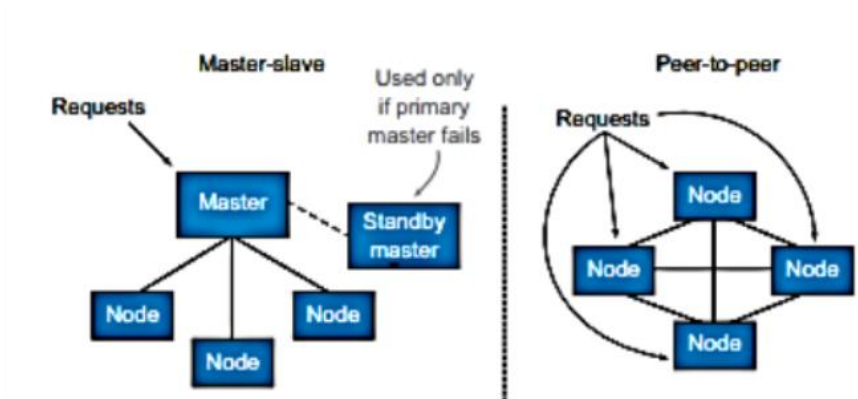 Master-slave
Used only
if primary
master fails
Requests
Master
Standby
master
Node
Node
Node
Peer-to-peer
Requests
Node
Node
Node
Node